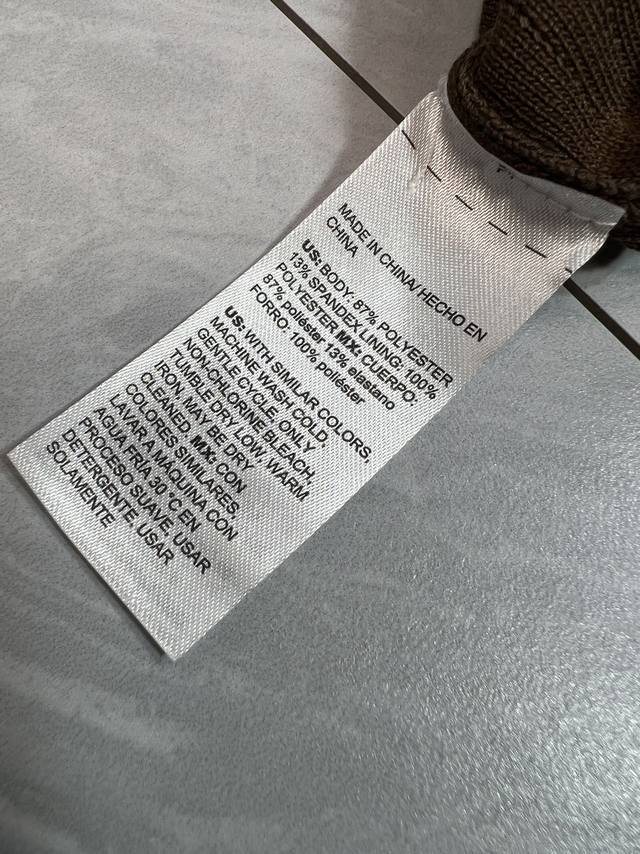 MADE IN CHINA/ HECHO EN
CHINA
US: BODY: 87% POLYESTER
13% SPANDEX LINING: 100%
POLYESTER MX: CUERPO:
87% poliéster 13% elastano
FORRO: 100% poliéster
US: WITH SIMILAR COLORS,
MACHINE WASH COLD,
GENTLE CYCLE. ONLY
NON-CHLORINE BLEACH,
TUMBLE DRY LOW, WARM
IRON, MAY BE DRY
CLEANED. MX: CON
COLORES SIMILARES,
LAVAR A MAQUINA CON
AGUA FRIA 30 °C EN
PROCESO SUAVE, USAR
DETERGENTE, USAR
SOLAMENTE